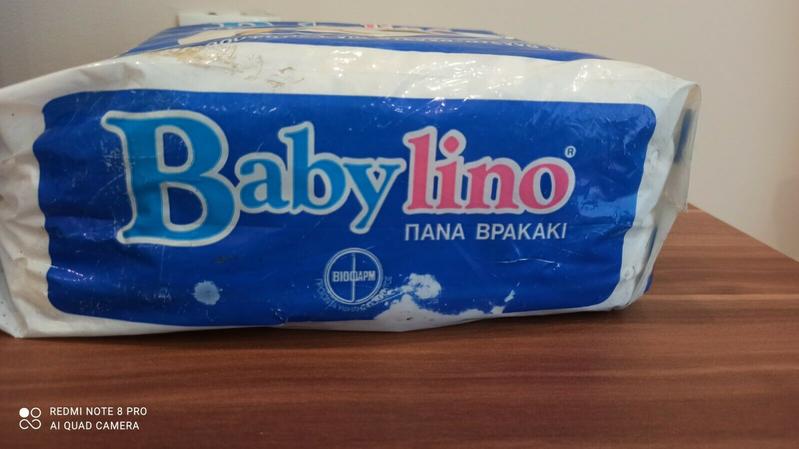 Babylino®
ΠΑΝΑ ΒΡΑΚΑΚΙ
ΒΙΟΦΑΡΜ
REDMI NOTE 8 PRO
AI QUAD CAMERA